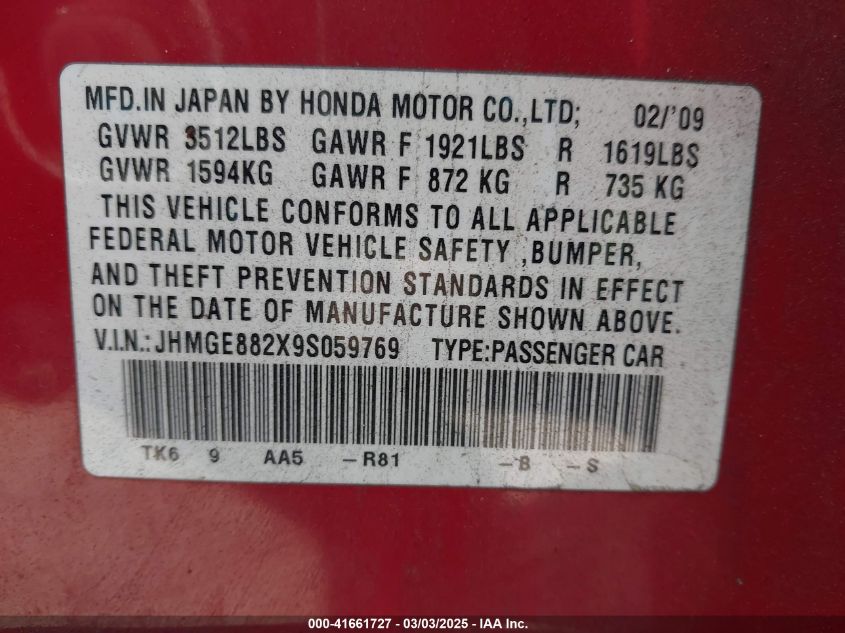 MFD.IN JAPAN BY HONDA MOTOR CO.,LTD; 02/'09
GVWR 3512LBS GAWR F 1921LBS R 1619LBS
GVWR 1594KG GAWR F 872 KG R 735 KG
THIS VEHICLE CONFORMS TO ALL APPLICABLE
FEDERAL MOTOR VEHICLE SAFETY ,BUMPER,
AND THEFT PREVENTION STANDARDS IN EFFECT
ON THE DATE OF MANUFACTURE SHOWN ABOVE.
V.I.N.:JHMGE882X9S059769 TYPE:PASSENGER CAR
TK6 9 AA5 -R81 -B -S
000-41661727 - 03/03/2025 - IAA Inc.